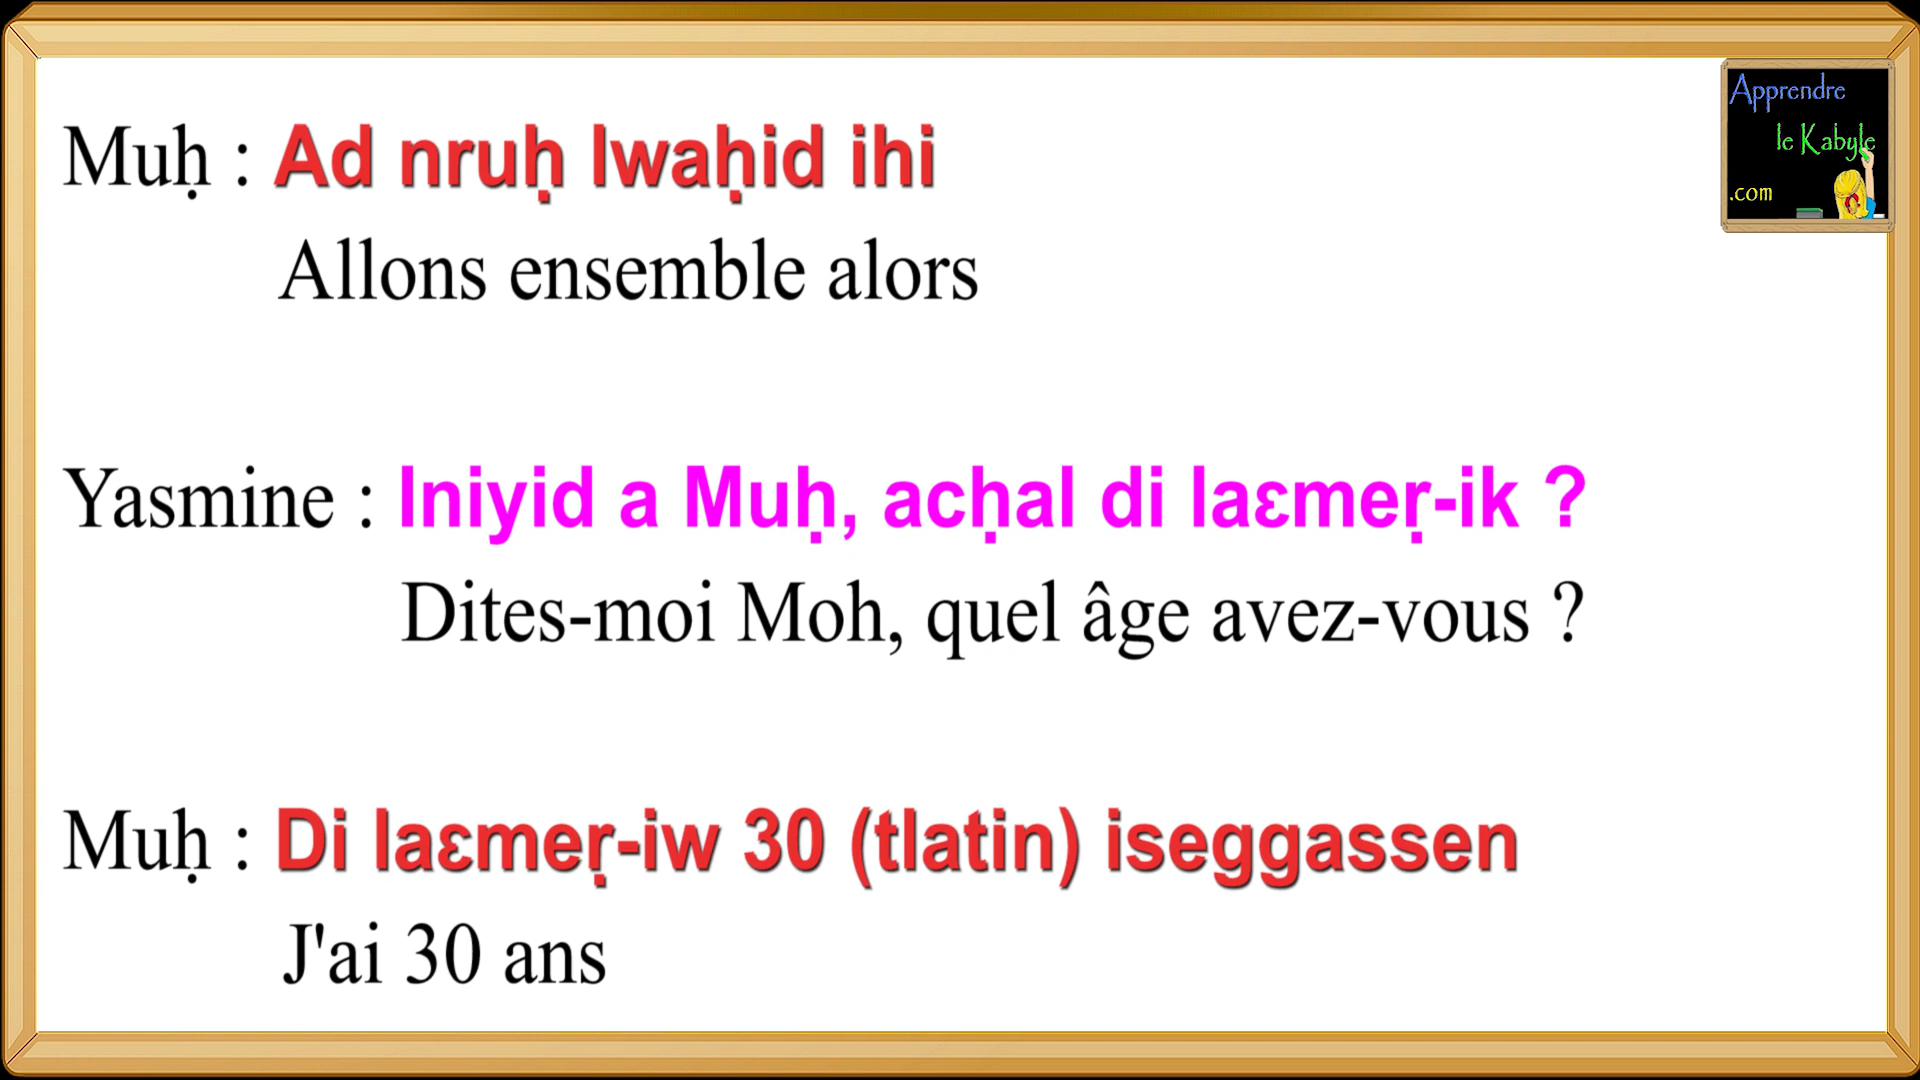 Apprendre
le Kabyle
.com
Muḥ : Ad nruḥ lwaḥid ihi
Allons ensemble alors
Yasmine : Iniyid a Muḥ, acḥal di laɛmeṛ-ik ?
Dites-moi Moh, quel âge avez-vous ?
Muḥ : Di laɛmeṛ-iw 30 (tlatin) iseggassen
J'ai 30 ans